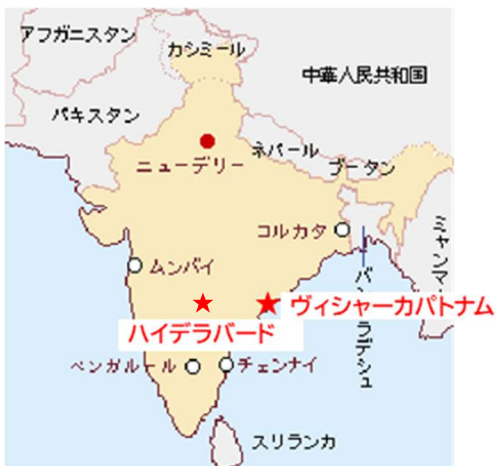 アフガニスタン
カシミール
中華人民共和国
パキスタン
ネパール
ブータン
ニューデリー
コルカタ
ミャンマー
ムンバイ
バングラデシュ
ヴィシャーカパトナム
ハイデラバード
ベンガルール
チェンナイ
スリランカ